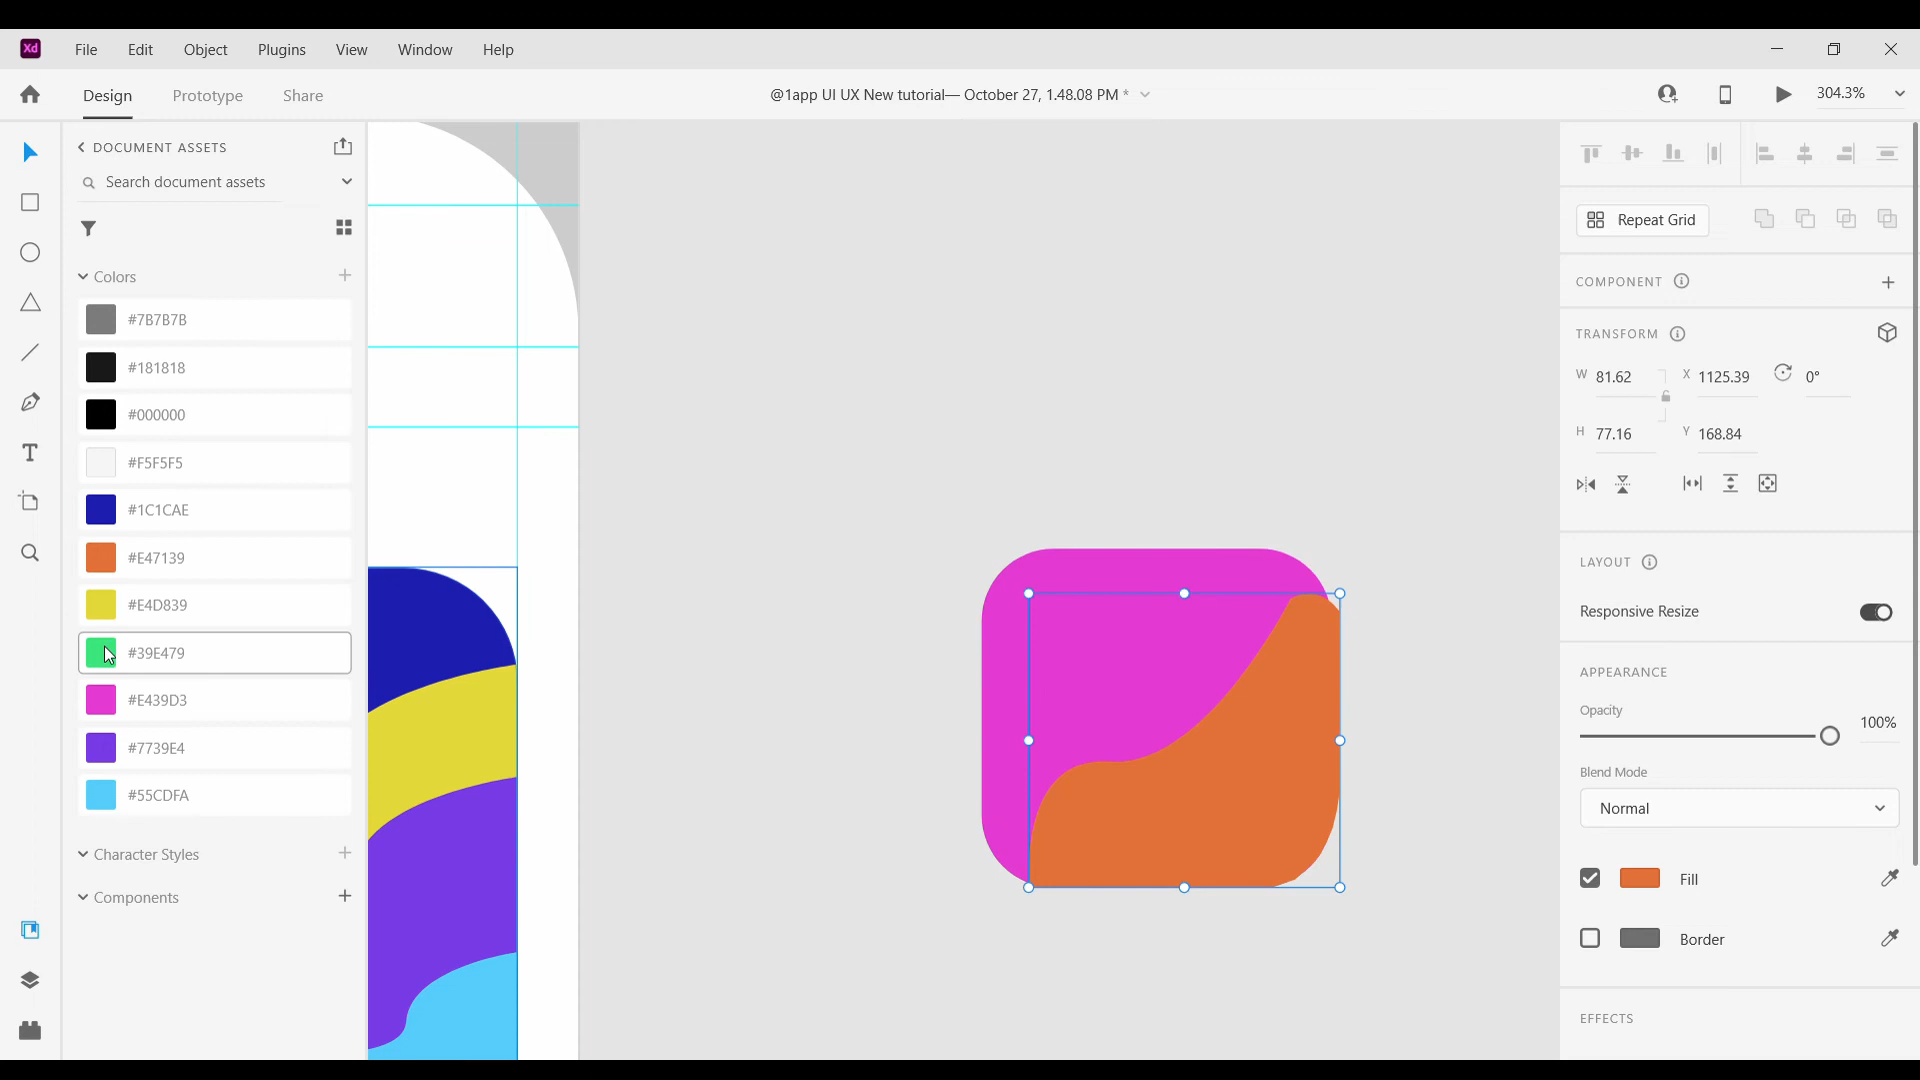 Xd File Edit Object Plugins View Window Help
Design Prototype Share @1app UI UX New tutorial— October 27, 1.48.08 PM * 304.3%
DOCUMENT ASSETS
Search document assets
Colors
#7B7B7B
#181818
#000000
#F5F5F5
#1C1CAE
#E47139
#E4D839
#39E479
#E439D3
#7739E4
#55CDFA
Character Styles
Components
Repeat Grid
COMPONENT
TRANSFORM
W 81.62 X 1125.39 0°
H 77.16 Y 168.84
LAYOUT
Responsive Resize
APPEARANCE
Opacity
100%
Blend Mode
Normal
Fill
Border
EFFECTS